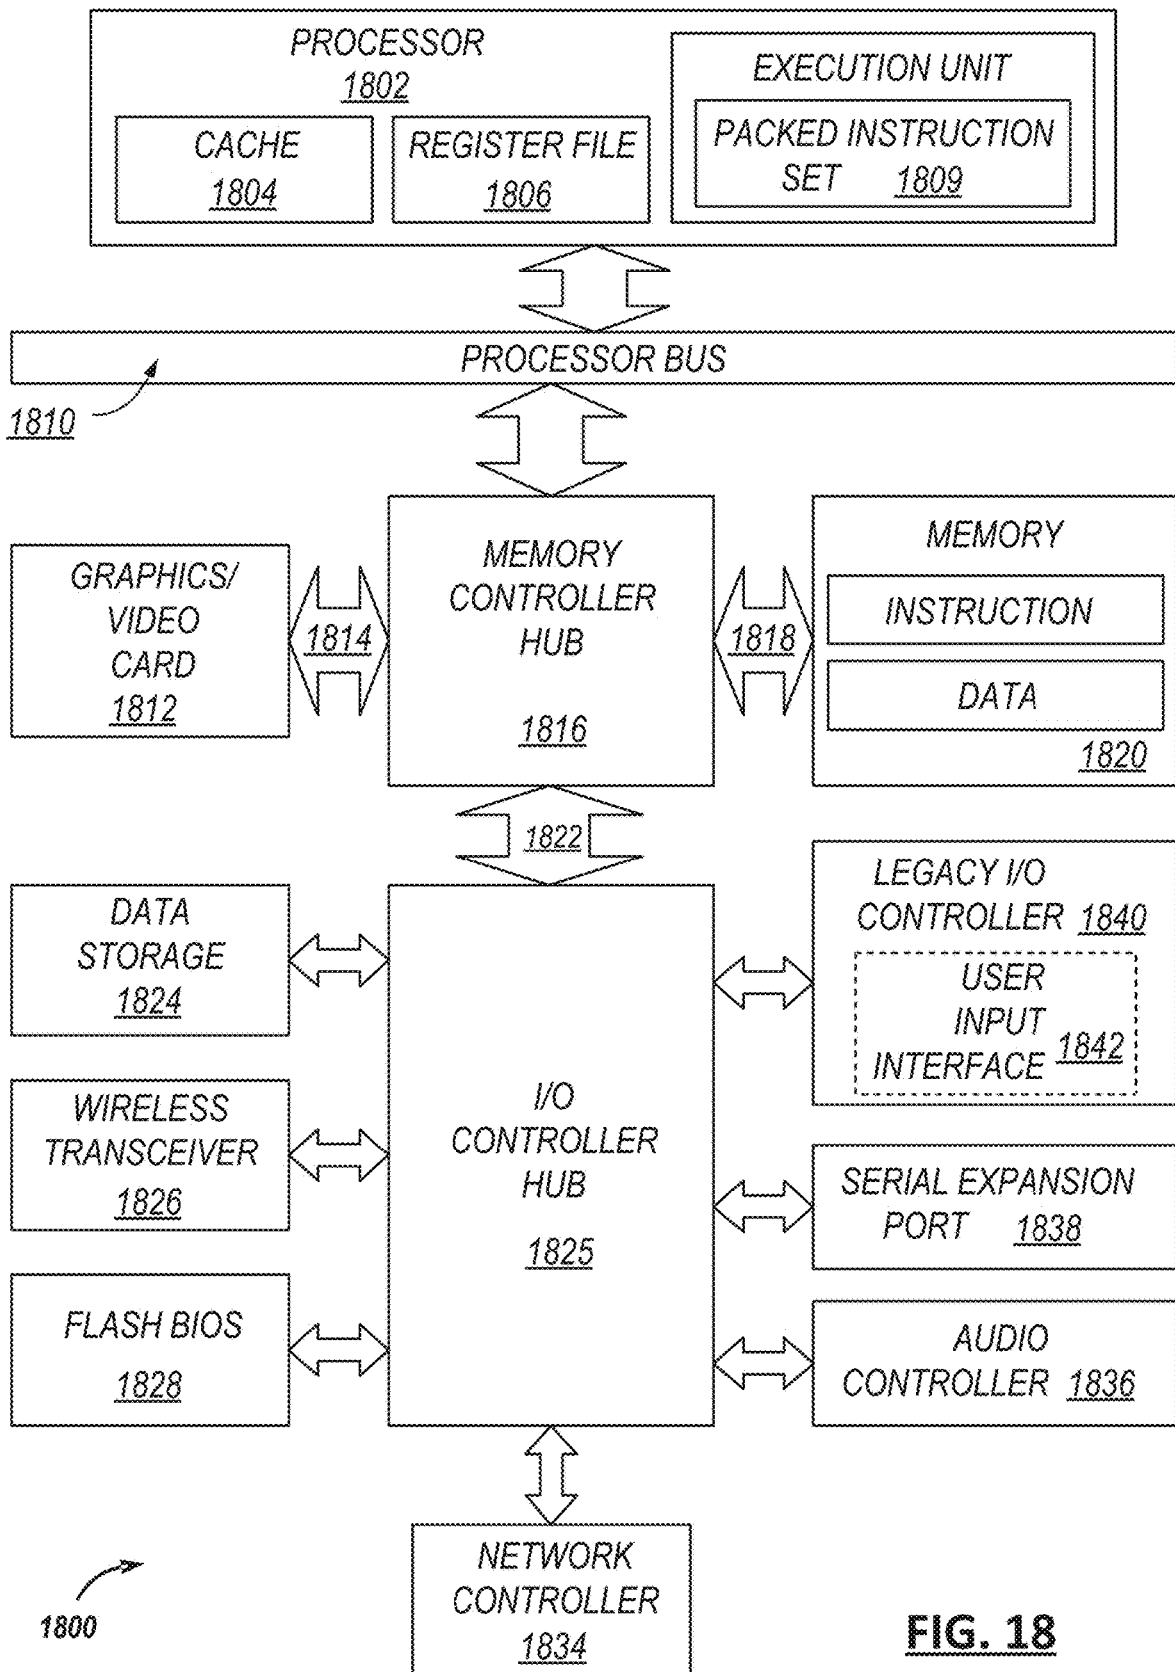 PROCESSOR
1802
CACHE
1804
REGISTER FILE
1806
EXECUTION UNIT
PACKED INSTRUCTION
SET 1809
PROCESSOR BUS
1810
GRAPHICS/
VIDEO
CARD
1812
1814
MEMORY
CONTROLLER
HUB
1816
1818
MEMORY
INSTRUCTION
DATA
1820
1822
DATA
STORAGE
1824
WIRELESS
TRANSCEIVER
1826
FLASH BIOS
1828
I/O
CONTROLLER
HUB
1825
LEGACY I/O
CONTROLLER 1840
USER
INPUT
INTERFACE 1842
SERIAL EXPANSION
PORT 1838
AUDIO
CONTROLLER 1836
NETWORK
CONTROLLER
1834
1800
FIG. 18